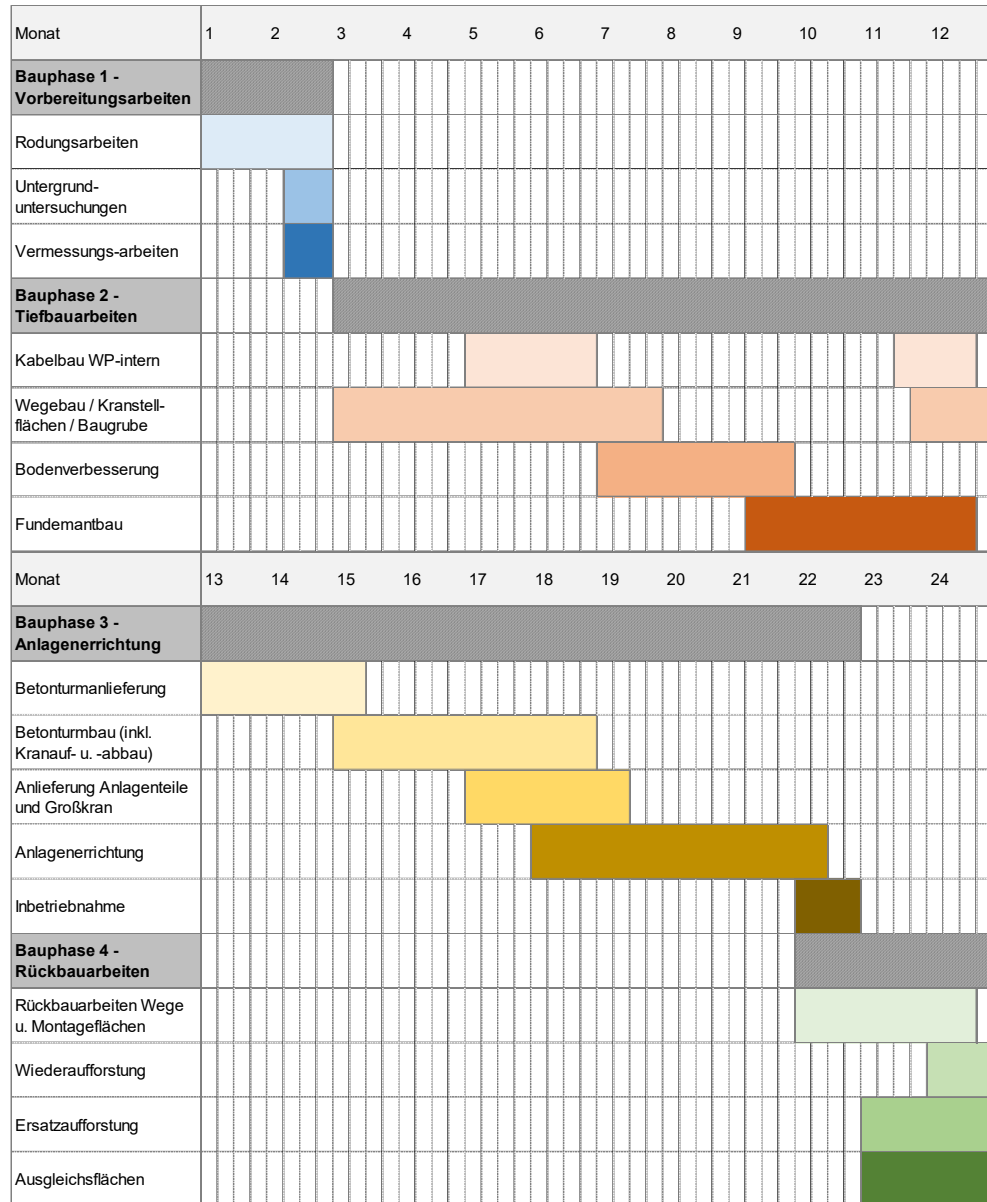 Monat 1 2 3 4 5 6 7 8 9 10 11 12
Bauphase 1 -
Vorbereitungsarbeiten
Rodungsarbeiten
Untergrund-
untersuchungen
Vermessungs-arbeiten
Bauphase 2 -
Tiefbauarbeiten
Kabelbau WP-intern
Wegebau / Kranstell-
flächen / Baugrube
Bodenverbesserung
Fundemantbau
Monat 13 14 15 16 17 18 19 20 21 22 23 24
Bauphase 3 -
Anlagenerrichtung
Betonturmanlieferung
Betonturmbau (inkl.
Kranauf- u. -abbau)
Anlieferung Anlagenteile
und Großkran
Anlagenerrichtung
Inbetriebnahme
Bauphase 4 -
Rückbauarbeiten
Rückbauarbeiten Wege
u. Montageflächen
Wiederaufforstung
Ersatzaufforstung
Ausgleichsflächen